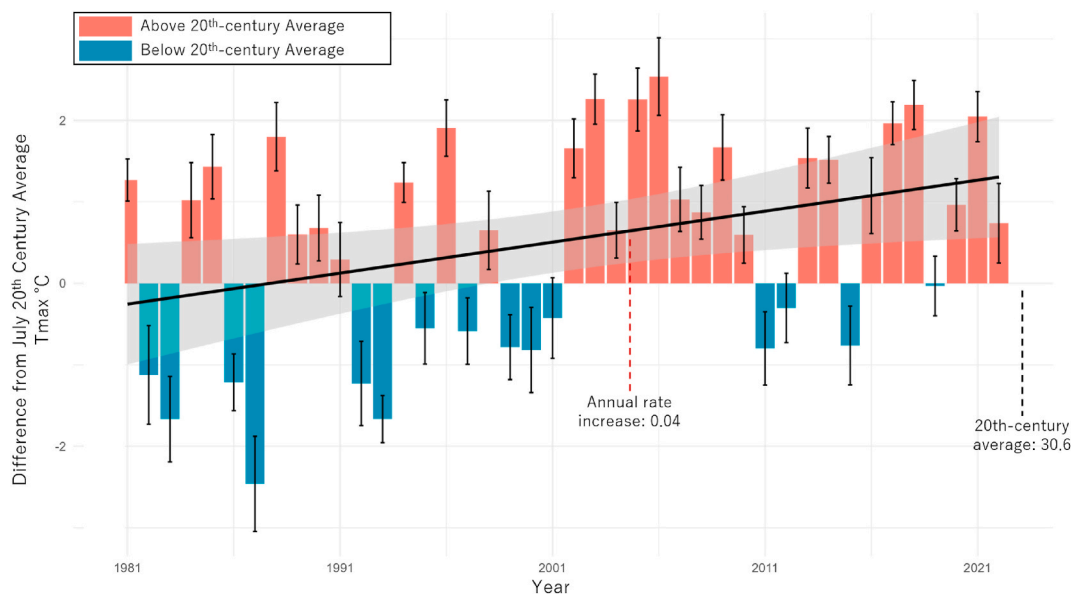 Above 20th-century Average
Below 20th-century Average
Difference from July 20th Century Average
Tmax °C
2
0
-2
Annual rate
increase: 0.04
20th-century
average: 30.6
1981
1991
2001
2011
2021
Year